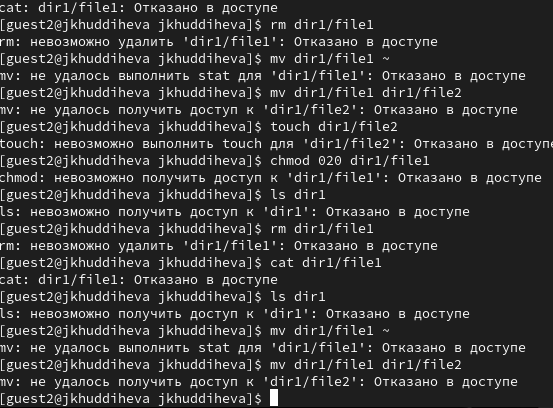 cat: dir1/file1: Отказано в доступе
[guest2@jkhuddiheva jkhuddiheva]$ rm dir1/file1
rm: невозможно удалить 'dir1/file1': Отказано в доступе
[guest2@jkhuddiheva jkhuddiheva]$ mv dir1/file1 ~
mv: не удалось выполнить stat для 'dir1/file1': Отказано в доступе
[guest2@jkhuddiheva jkhuddiheva]$ mv dir1/file1 dir1/file2
mv: не удалось получить доступ к 'dir1/file2': Отказано в доступе
[guest2@jkhuddiheva jkhuddiheva]$ touch dir1/file2
touch: невозможно выполнить touch для 'dir1/file2': Отказано в доступе
[guest2@jkhuddiheva jkhuddiheva]$ chmod 020 dir1/file1
chmod: невозможно получить доступ к 'dir1/file1': Отказано в доступе
[guest2@jkhuddiheva jkhuddiheva]$ ls dir1
ls: невозможно получить доступ к 'dir1': Отказано в доступе
[guest2@jkhuddiheva jkhuddiheva]$ rm dir1/file1
rm: невозможно удалить 'dir1/file1': Отказано в доступе
[guest2@jkhuddiheva jkhuddiheva]$ cat dir1/file1
cat: dir1/file1: Отказано в доступе
[guest2@jkhuddiheva jkhuddiheva]$ ls dir1
ls: невозможно получить доступ к 'dir1': Отказано в доступе
[guest2@jkhuddiheva jkhuddiheva]$ mv dir1/file1 ~
mv: не удалось выполнить stat для 'dir1/file1': Отказано в доступе
[guest2@jkhuddiheva jkhuddiheva]$ mv dir1/file1 dir1/file2
mv: не удалось получить доступ к 'dir1/file2': Отказано в доступе
[guest2@jkhuddiheva jkhuddiheva]$